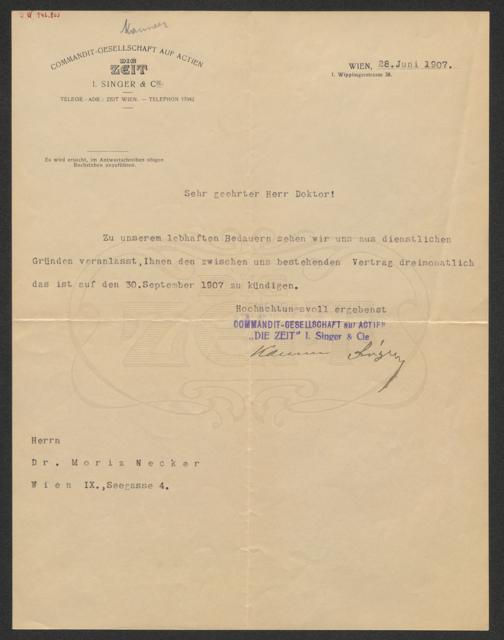 Kanner
COMMANDIT-GESELLSCHAFT AUF ACTIEN
DIE
ZEIT
I. SINGER & Cie.
TELEGR.-ADR.: ZEIT WIEN. — TELEPHON 17042
WIEN, 28.Juni 1907.
I. Wipplingerstrasse 38.
Es wird ersucht, im Antwortschreiben obigen
Buchstaben anzuführen.
Sehr geehrter Herr Doktor!
Zu unserem lebhaften Bedauern sehen wir uns aus dienstlichen
Gründen veranlasst,Ihnen den zwischen uns bestehenden Vertrag dreimonatlich
das ist auf den 30.September 1907 zu kündigen.
Hochachtungsvoll ergebenst
COMMANDIT-GESELLSCHAFT auf ACTIEN
„DIE ZEIT" I. Singer & Cie
Kanner Singer
Herrn
Dr. Moriz Necker
Wien IX.,Seegasse 4.